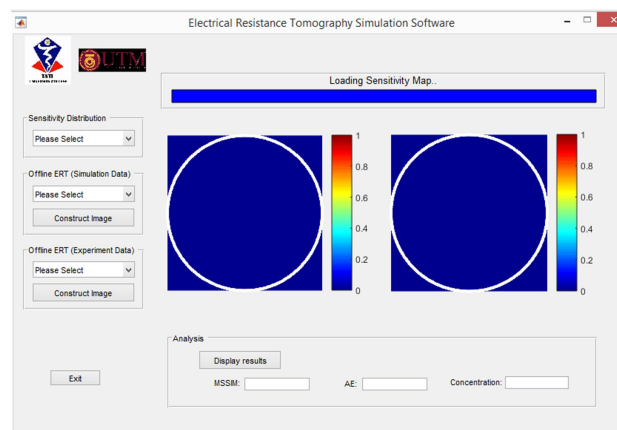 Electrical Resistance Tomography Simulation Software
UTM
TATI
Loading Sensitivity Map..
Sensitivity Distribution
Please Select
Offline ERT (Simulation Data)
Please Select
Construct Image
Offline ERT (Experiment Data)
Please Select
Construct Image
1
0.8
0.6
0.4
0.2
0
1
0.8
0.6
0.4
0.2
0
Analysis
Display results
MSSIM:
AE:
Concentration:
Exit